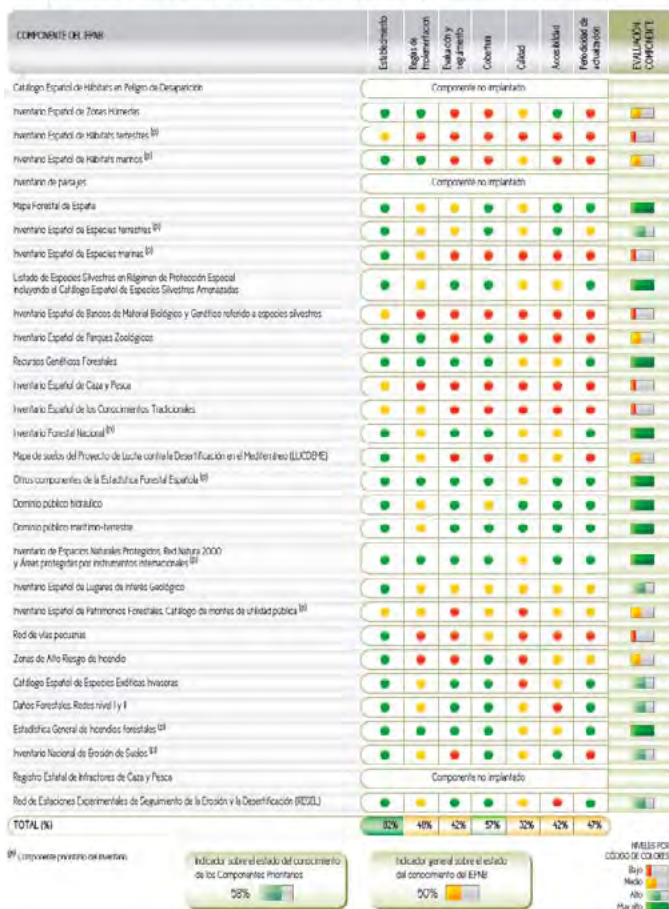 COMPONENTE DEL IEPNB
Establecimiento
Reglas de
Implementación
Evaluación y
seguimiento
Cobertura
Calidad
Accesibilidad
Periodicidad de
actualización
EVALUACIÓN
COMPONENTE
Catálogo Español de Hábitats en Peligro de Desaparición
Componente no implantado
Inventario Español de Zonas Húmedas
Inventario Español de Hábitats terrestres (p)
Inventario Español de Hábitats marinos (p)
Inventario de paisajes
Componente no implantado
Mapa Forestal de España
Inventario Español de Especies terrestres (p)
Inventario Español de Especies marinas (p)
Listado de Especies Silvestres en Régimen de Protección Especial
incluyendo el Catálogo Español de Especies Silvestres Amenazadas
Inventario Español de Bancos de Material Biológico y Genético referido a especies silvestres
Inventario Español de Parques Zoológicos
Recursos Genéticos Forestales
Inventario Español de Caza y Pesca
Inventario Español de los Conocimientos Tradicionales
Inventario Forestal Nacional (p)
Mapa de suelos del Proyecto de Lucha contra la Desertificación en el Mediterráneo (LUCDEME)
Otros componentes de la Estadística Forestal Española (p)
Dominio público hidráulico
Dominio público marítimo-terrestre
Inventario de Espacios Naturales Protegidos, Red Natura 2000
y Áreas protegidas por instrumentos internacionales (p)
Inventario Español de Lugares de Interés Geológico
Inventario Español de Patrimonios Forestales. Catálogo de montes de utilidad pública (p)
Red de vías pecuarias
Zonas de Alto Riesgo de Incendio
Catálogo Español de Especies Exóticas Invasoras
Daños Forestales. Redes nivel I y II
Estadística General de Incendios forestales (p)
Inventario Nacional de Erosión de Suelos (p)
Registro Estatal de Infractores de Caza y Pesca
Componente no implantado
Red de Estaciones Experimentales de Seguimiento de la Erosión y la Desertificación (RESEL)
TOTAL (%) 82% 48% 42% 57% 32% 42% 47%
(p) Componente prioritario del Inventario.
Indicador sobre el estado del conocimiento
de los Componentes Prioritarios
58%
Indicador general sobre el estado
del conocimiento del IEPNB
50%
NIVELES POR
CÓDIGO DE COLORES
Bajo
Medio
Alto
Muy alto